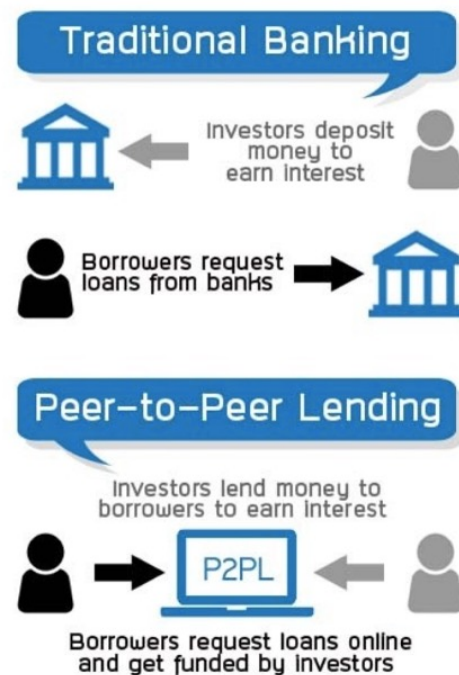 Traditional Banking
Investors deposit
money to
earn interest
Borrowers request
loans from banks
Peer-to-Peer Lending
Investors lend money to
borrowers to earn interest
P2PL
Borrowers request loans online
and get funded by investors